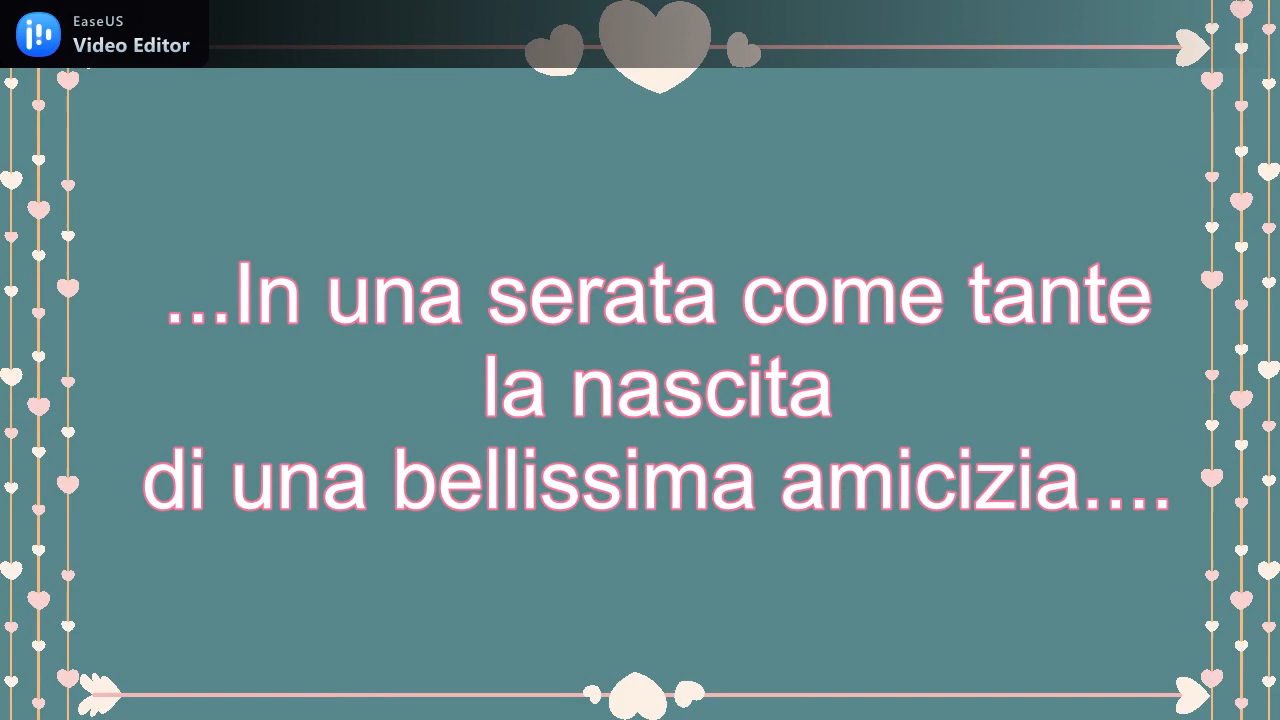 EaseUS
Video Editor
...In una serata come tante
la nascita
di una bellissima amicizia....